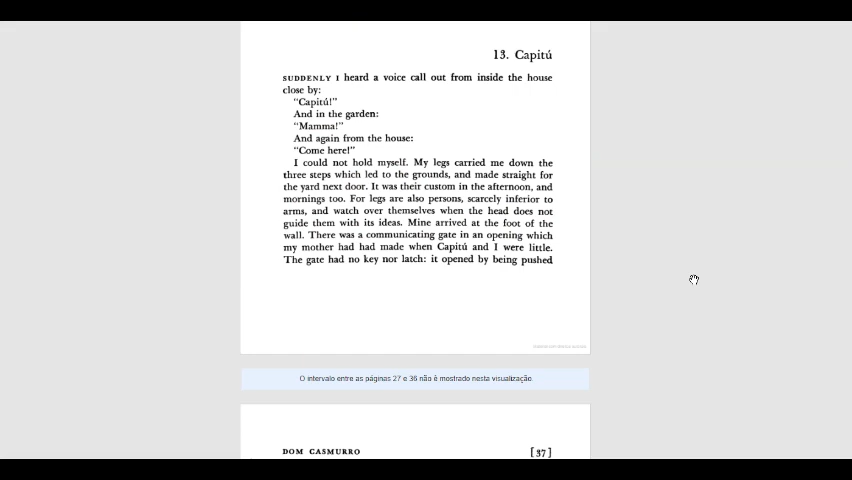 13. Capitú
SUDDENLY I heard a voice call out from inside the house
close by:
"Capitú!"
And in the garden:
"Mamma!"
And again from the house:
"Come here!"
I could not hold myself. My legs carried me down the
three steps which led to the grounds, and made straight for
the yard next door. It was their custom in the afternoon, and
mornings too. For legs are also persons, scarcely inferior to
arms, and watch over themselves when the head does not
guide them with its ideas. Mine arrived at the foot of the
wall. There was a communicating gate in an opening which
my mother had had made when Capitú and I were little.
The gate had no key nor latch: it opened by being pushed
O intervalo entre as páginas 27 e 36 não é mostrado nesta visualização.
DOM CASMURRO [37]